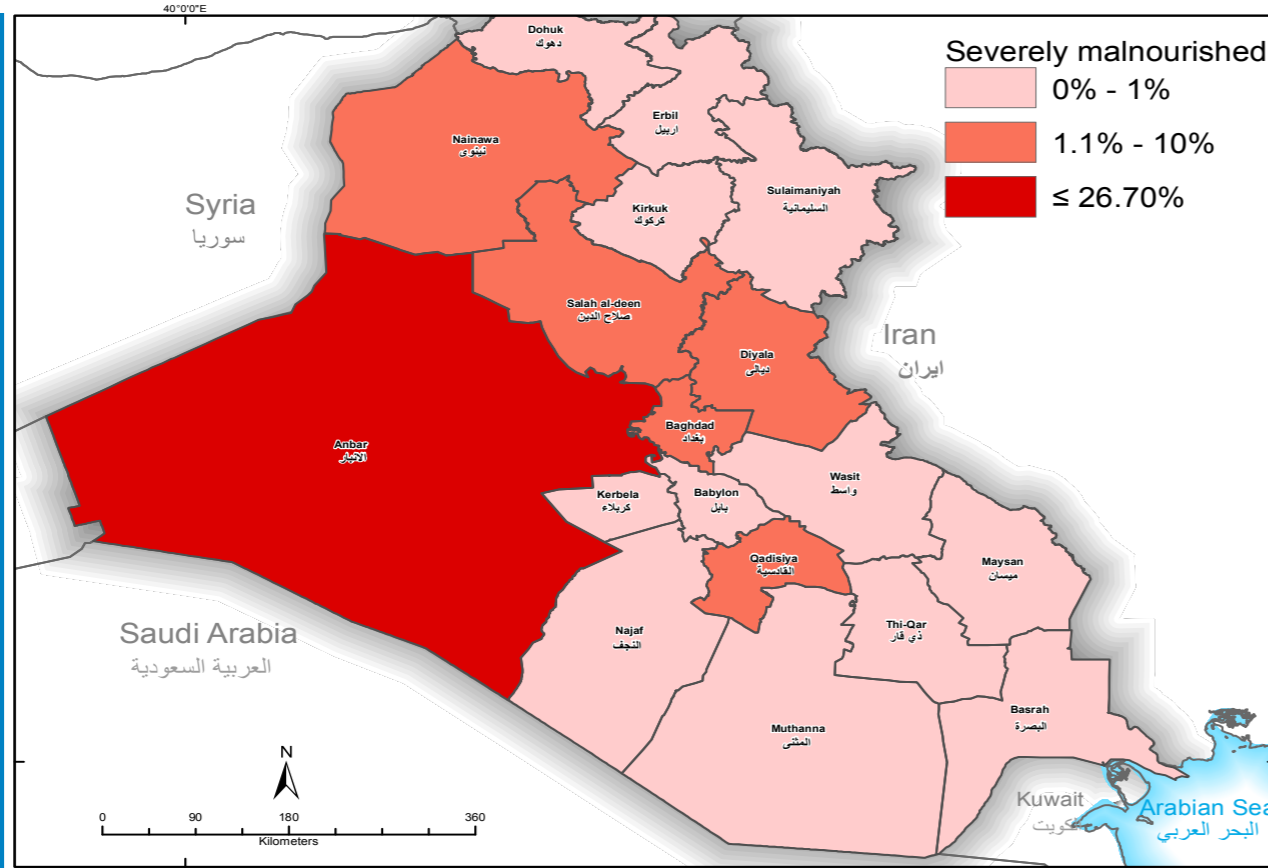 40°0'0"E
Severely malnourished
0% - 1%
1.1% - 10%
≤ 26.70%
Dohuk
دهوك
Erbil
اربيل
Nainawa
نينوى
Sulaimaniyah
السليمانية
Kirkuk
كركوك
Syria
سوريا
Salah al-deen
صلاح الدين
Iran
ايران
Diyala
ديالى
Baghdad
بغداد
Anbar
الانبار
Wasit
واسط
Kerbela
كربلاء
Babylon
بابل
Qadisiya
القادسية
Maysan
ميسان
Saudi Arabia
العربية السعودية
Najaf
النجف
Thi-Qar
ذي قار
Basrah
البصرة
Muthanna
المثنى
N
Kuwait
الكويت
Arabian Sea
البحر العربي
0 90 180 360
Kilometers